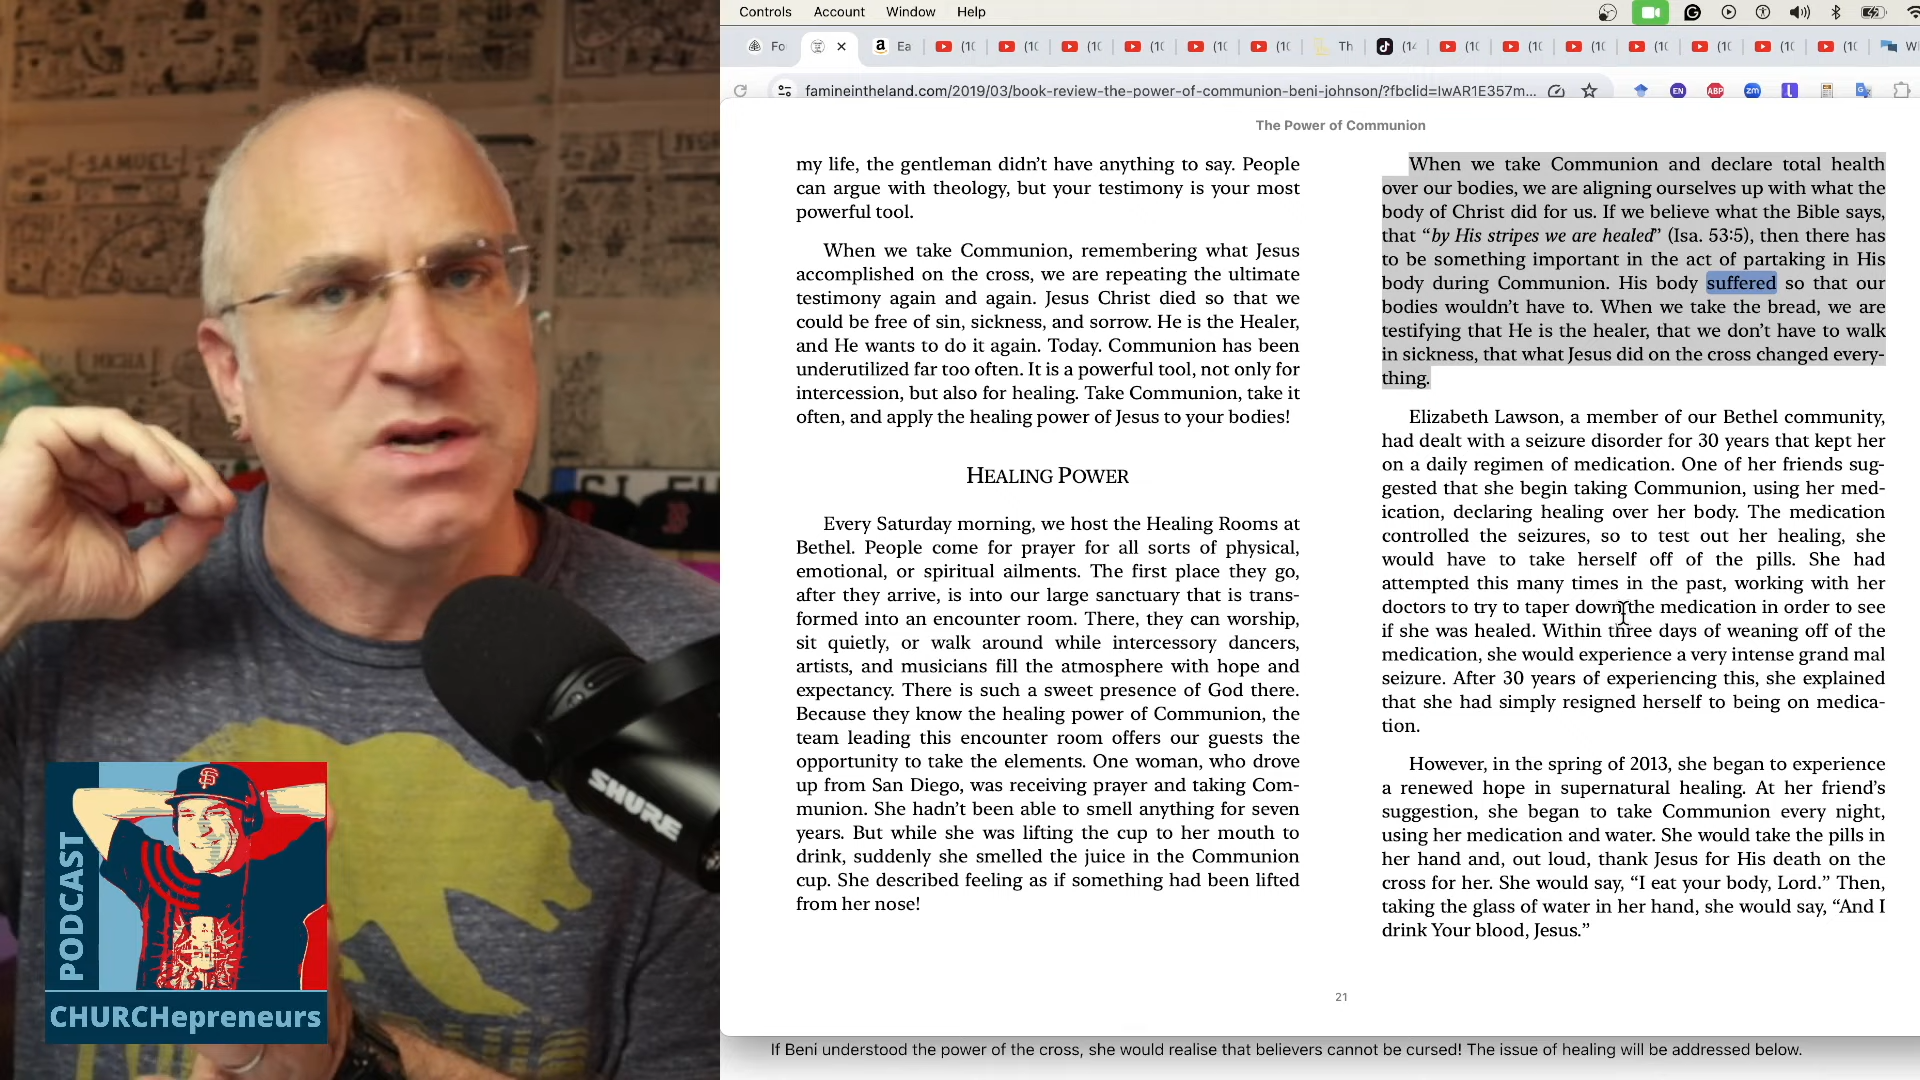 Controls Account Window Help
Fo
Ea
Th
famineintheland.com/2019/03/book-review-the-power-of-communion-beni-johnson/?fbclid=IwAR1E357m...
EN
ABP
zm
The Power of Communion
my life, the gentleman didn’t have anything to say. People
can argue with theology, but your testimony is your most
powerful tool.
When we take Communion, remembering what Jesus
accomplished on the cross, we are repeating the ultimate
testimony again and again. Jesus Christ died so that we
could be free of sin, sickness, and sorrow. He is the Healer,
and He wants to do it again. Today. Communion has been
underutilized far too often. It is a powerful tool, not only for
intercession, but also for healing. Take Communion, take it
often, and apply the healing power of Jesus to your bodies!
HEALING POWER
Every Saturday morning, we host the Healing Rooms at
Bethel. People come for prayer for all sorts of physical,
emotional, or spiritual ailments. The first place they go,
after they arrive, is into our large sanctuary that is trans-
formed into an encounter room. There, they can worship,
sit quietly, or walk around while intercessory dancers,
artists, and musicians fill the atmosphere with hope and
expectancy. There is such a sweet presence of God there.
Because they know the healing power of Communion, the
team leading this encounter room offers our guests the
opportunity to take the elements. One woman, who drove
up from San Diego, was receiving prayer and taking Com-
munion. She hadn’t been able to smell anything for seven
years. But while she was lifting the cup to her mouth to
drink, suddenly she smelled the juice in the Communion
cup. She described feeling as if something had been lifted
from her nose!
When we take Communion and declare total health
over our bodies, we are aligning ourselves up with what the
body of Christ did for us. If we believe what the Bible says,
that “by His stripes we are healed” (Isa. 53:5), then there has
to be something important in the act of partaking in His
body during Communion. His body suffered so that our
bodies wouldn’t have to. When we take the bread, we are
testifying that He is the healer, that we don’t have to walk
in sickness, that what Jesus did on the cross changed every-
thing.
Elizabeth Lawson, a member of our Bethel community,
had dealt with a seizure disorder for 30 years that kept her
on a daily regimen of medication. One of her friends sug-
gested that she begin taking Communion, using her med-
ication, declaring healing over her body. The medication
controlled the seizures, so to test out her healing, she
would have to take herself off of the pills. She had
attempted this many times in the past, working with her
doctors to try to taper down the medication in order to see
if she was healed. Within three days of weaning off of the
medication, she would experience a very intense grand mal
seizure. After 30 years of experiencing this, she explained
that she had simply resigned herself to being on medica-
tion.
However, in the spring of 2013, she began to experience
a renewed hope in supernatural healing. At her friend’s
suggestion, she began to take Communion every night,
using her medication and water. She would take the pills in
her hand and, out loud, thank Jesus for His death on the
cross for her. She would say, “I eat your body, Lord.” Then,
taking the glass of water in her hand, she would say, “And I
drink Your blood, Jesus.”
21
If Beni understood the power of the cross, she would realise that believers cannot be cursed! The issue of healing will be addressed below.
SAMUEL
MICHA
SHURE
PODCAST
CHURCHepreneurs